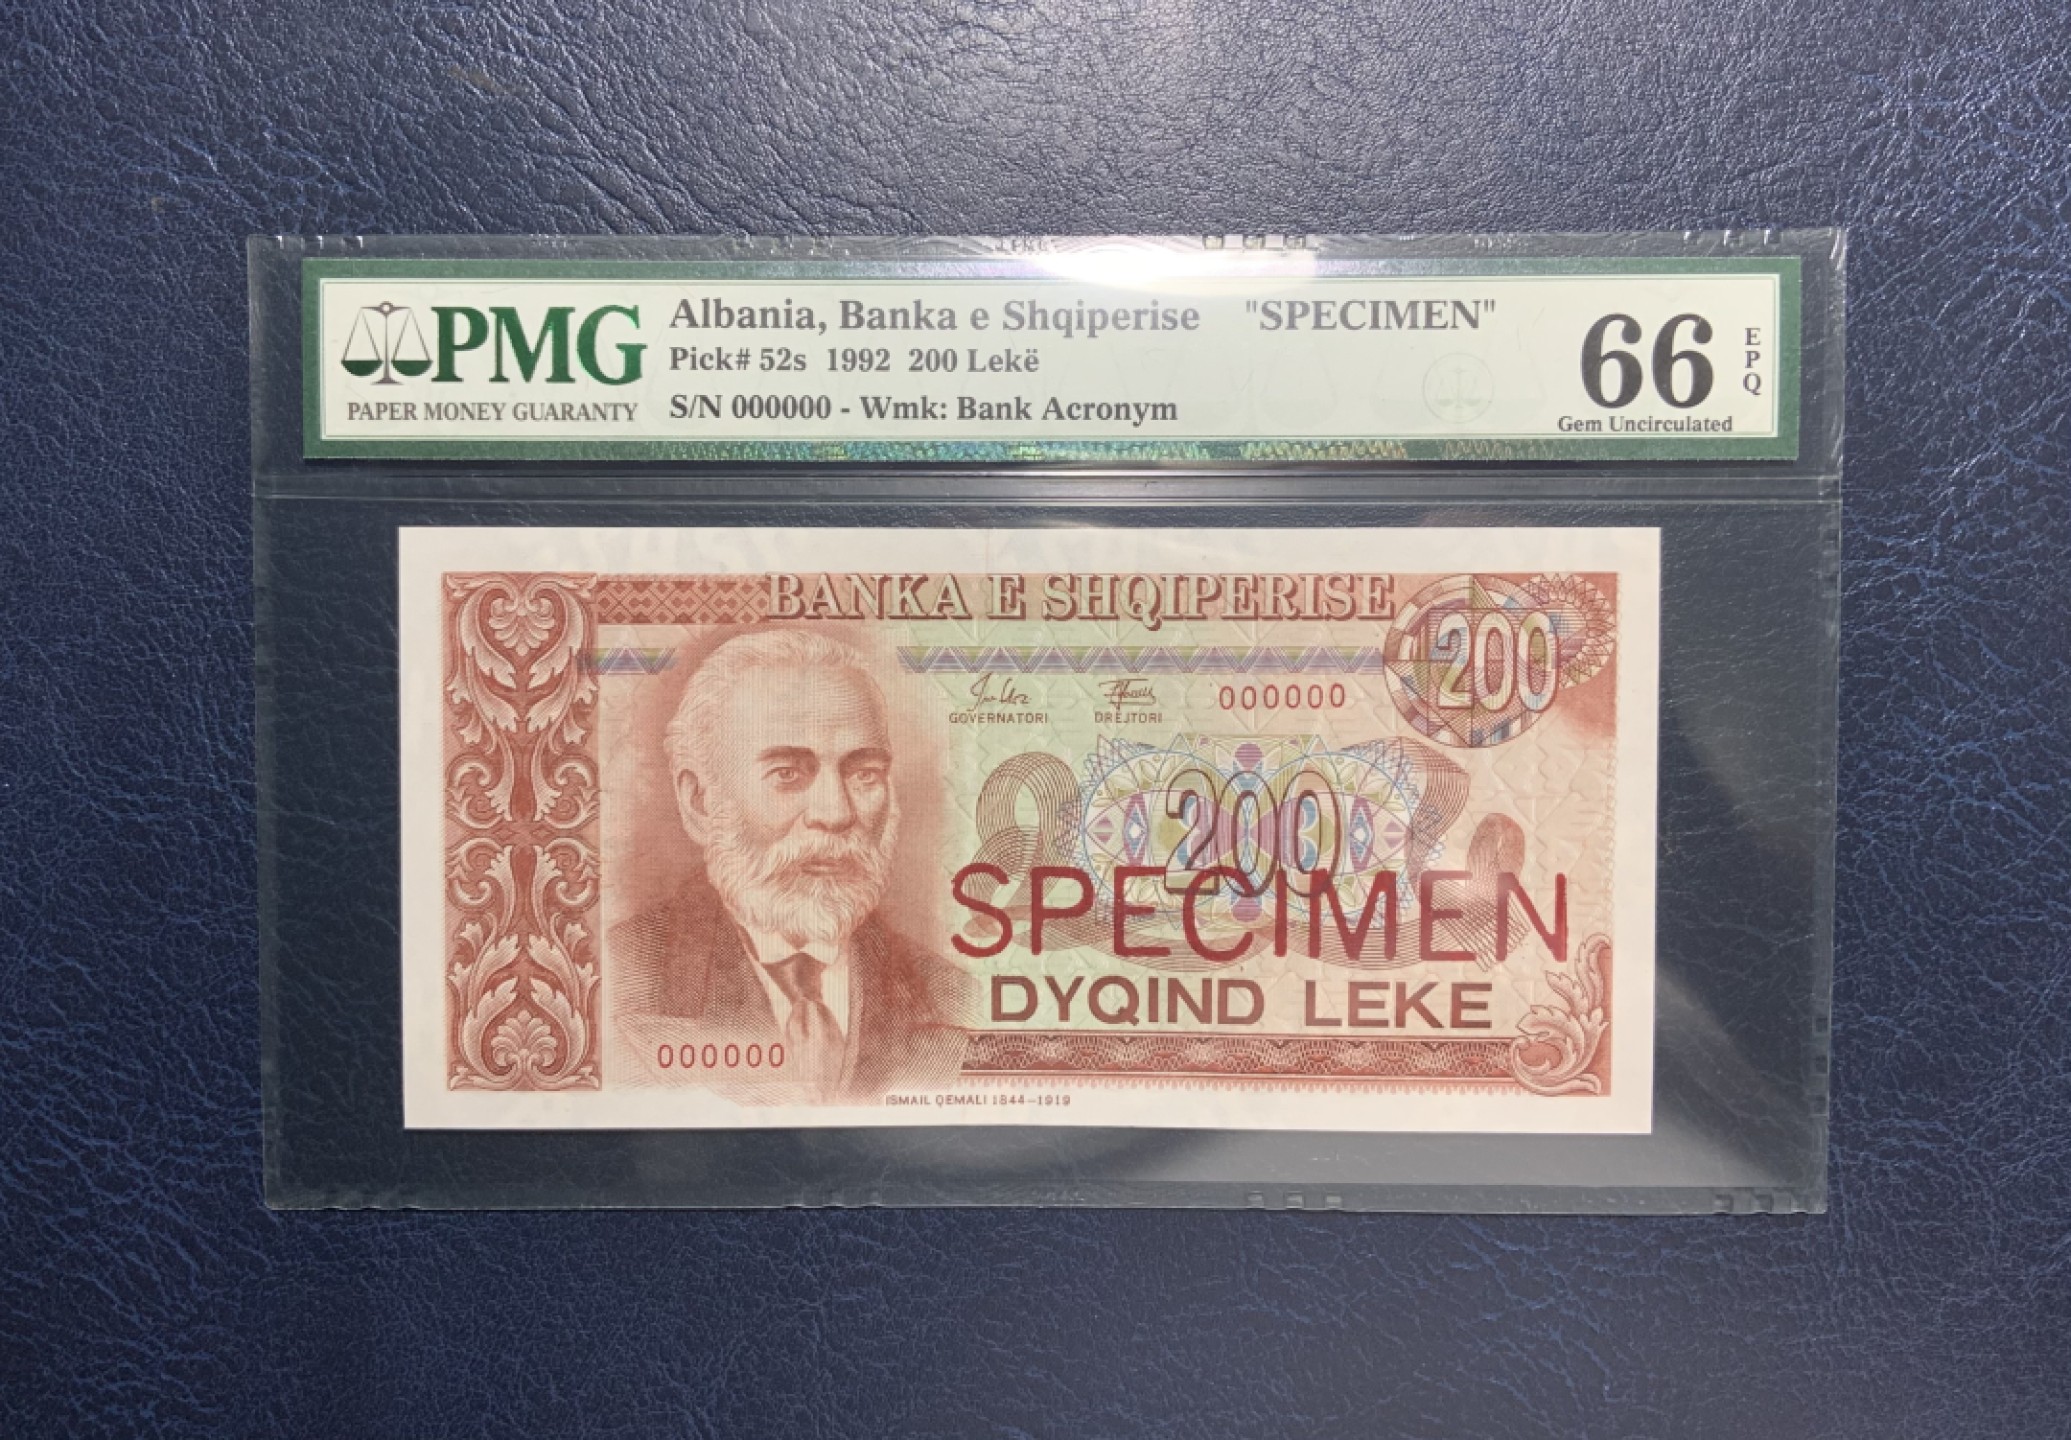 PMG
PAPER MONEY GUARANTY
Albania, Banka e Shqiperise "SPECIMEN"
Pick# 52s 1992 200 Lekë
S/N 000000 - Wmk: Bank Acronym
66
EPQ
Gem Uncirculated
BANKA E SHQIPERISE
200
000000
GOVERNATORI
DREJTORI
200
SPECIMEN
DYQIND LEKE
000000
ISMAIL QEMALI 1844-1919